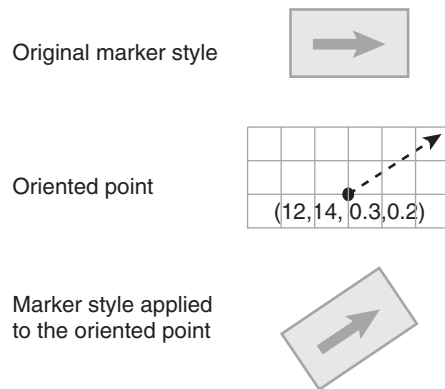 Original marker style
Oriented point
(12,14, 0.3,0.2)
Marker style applied
to the oriented point